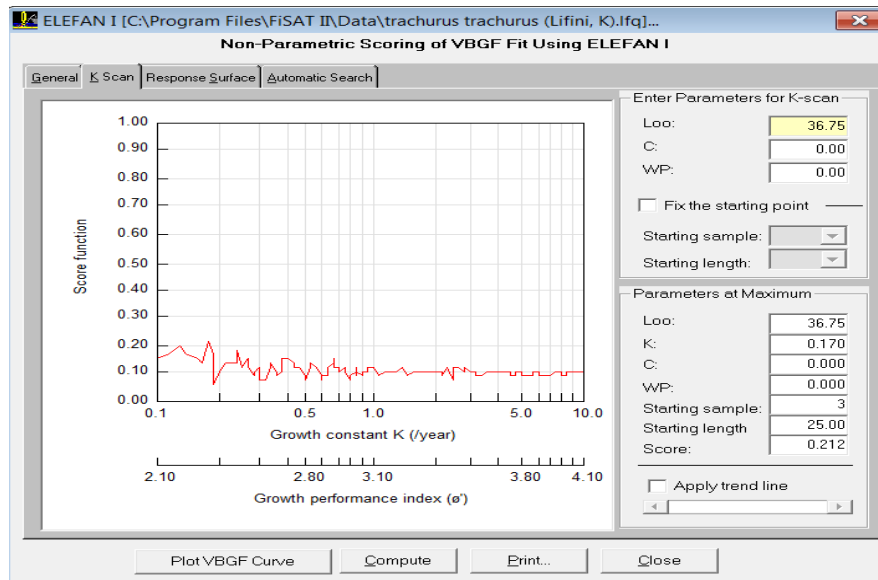 ELEFAN I [C:\Program Files\FiSAT II\Data\trachurus trachurus (Lifini, K).lfq]...
Non-Parametric Scoring of VBGF Fit Using ELEFAN I
General K Scan Response Surface Automatic Search
1.00
0.90
0.80
0.70
0.60
0.50
0.40
0.30
0.20
0.10
0.00
Score function
0.1 0.5 1.0 5.0 10.0
Growth constant K (/year)
2.10 2.80 3.10 3.80 4.10
Growth performance index (ø')
Enter Parameters for K-scan
Loo: 36.75
C: 0.00
WP: 0.00
Fix the starting point
Starting sample:
Starting length:
Parameters at Maximum
Loo: 36.75
K: 0.170
C: 0.000
WP: 0.000
Starting sample: 3
Starting length 25.00
Score: 0.212
Apply trend line
Plot VBGF Curve Compute Print... Close